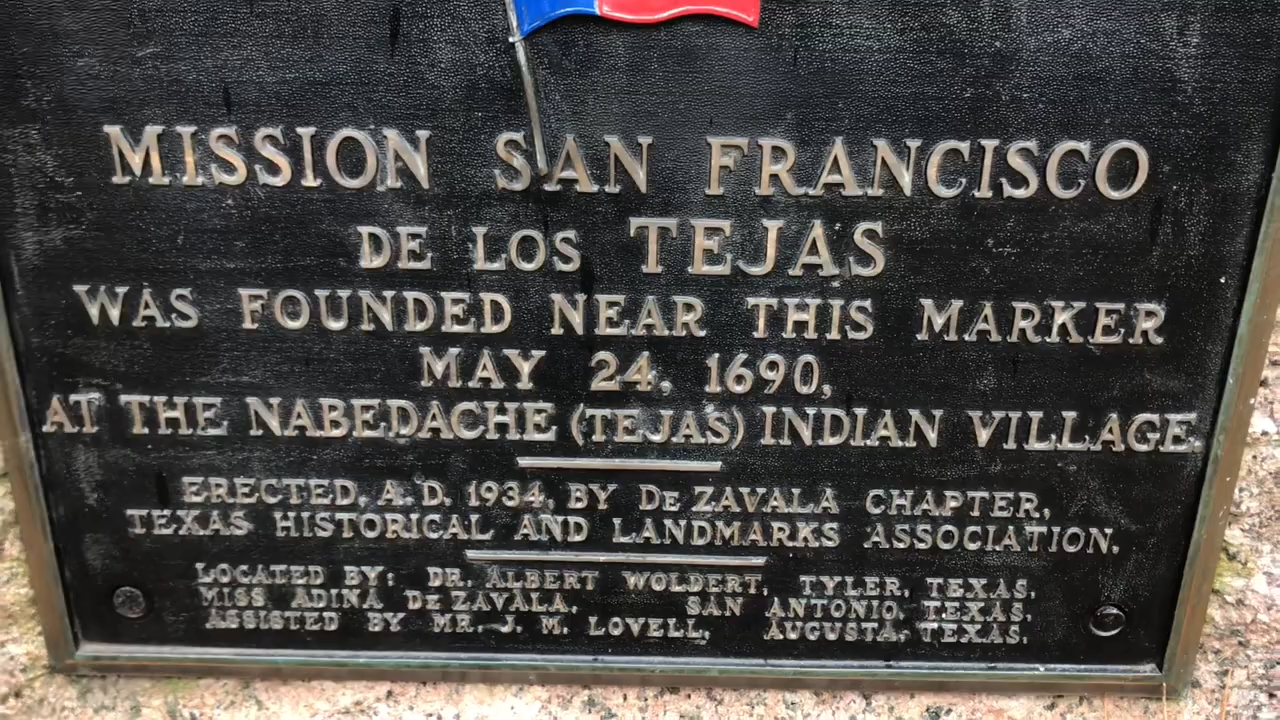 MISSION SAN FRANCISCO
DE LOS TEJAS
WAS FOUNDED NEAR THIS MARKER
MAY 24, 1690,
AT THE NABEDACHE (TEJAS) INDIAN VILLAGE.
ERECTED, A. D. 1934, BY DE ZAVALA CHAPTER,
TEXAS HISTORICAL AND LANDMARKS ASSOCIATION.
LOCATED BY: DR. ALBERT WOLDERT, TYLER, TEXAS.
MISS ADINA DE ZAVALA, SAN ANTONIO, TEXAS.
ASSISTED BY MR. J. M. LOVELL, AUGUSTA, TEXAS.